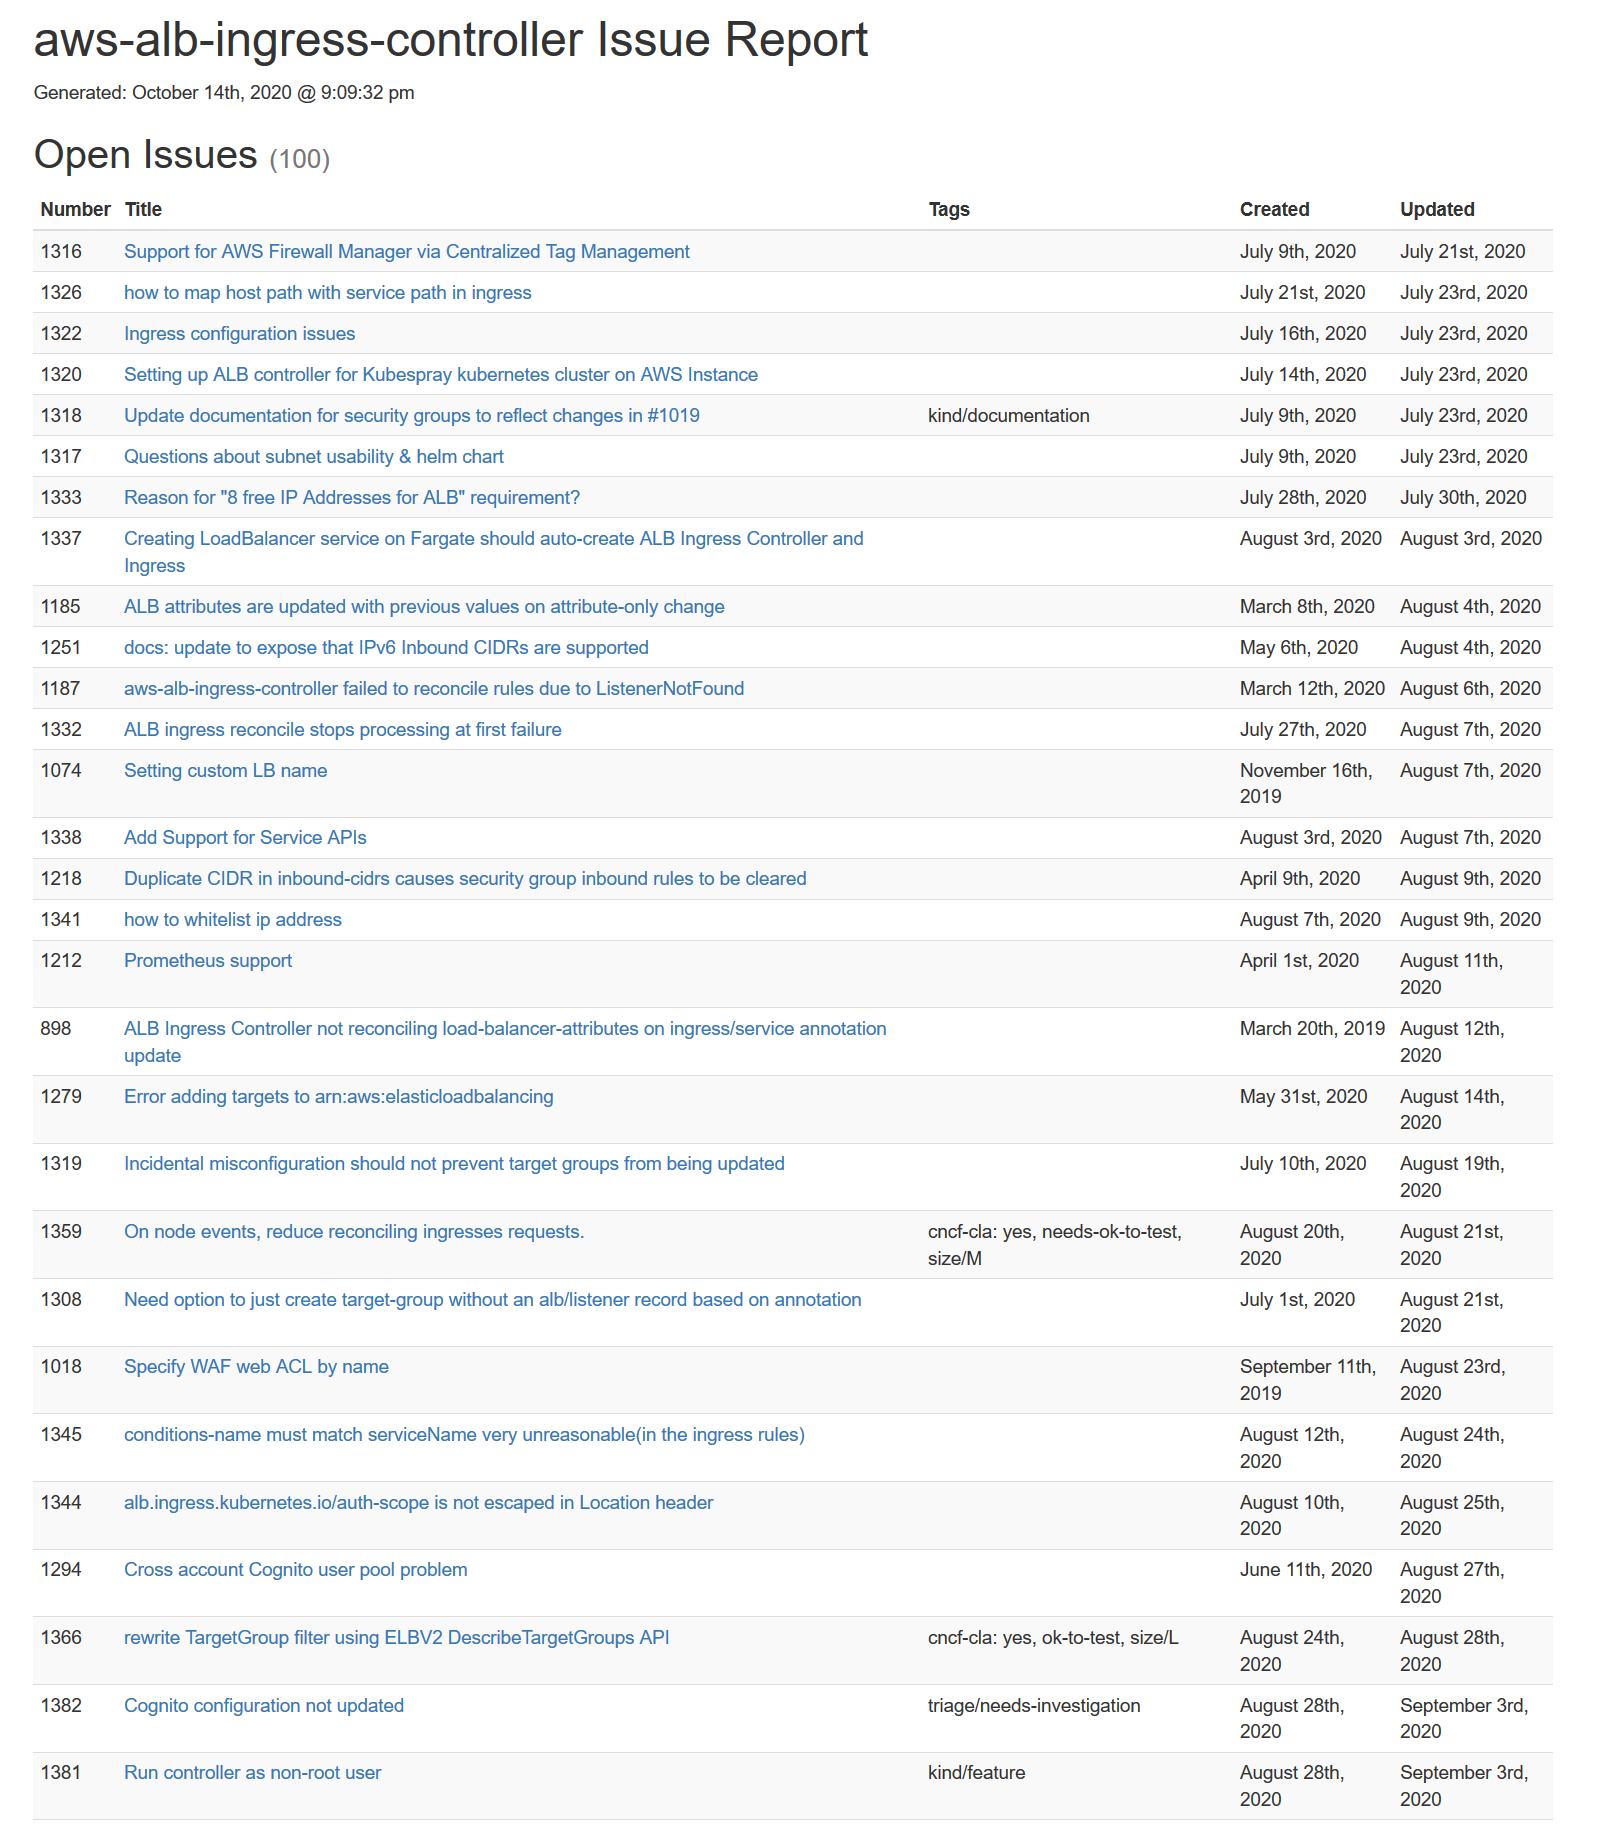 aws-alb-ingress-controller Issue Report
Generated: October 14th, 2020 @ 9:09:32 pm
Open Issues (100)
Number Title Tags Created Updated
1316 Support for AWS Firewall Manager via Centralized Tag Management July 9th, 2020 July 21st, 2020
1326 how to map host path with service path in ingress July 21st, 2020 July 23rd, 2020
1322 Ingress configuration issues July 16th, 2020 July 23rd, 2020
1320 Setting up ALB controller for Kubespray kubernetes cluster on AWS Instance July 14th, 2020 July 23rd, 2020
1318 Update documentation for security groups to reflect changes in #1019 kind/documentation July 9th, 2020 July 23rd, 2020
1317 Questions about subnet usability & helm chart July 9th, 2020 July 23rd, 2020
1333 Reason for "8 free IP Addresses for ALB" requirement? July 28th, 2020 July 30th, 2020
1337 Creating LoadBalancer service on Fargate should auto-create ALB Ingress Controller and August 3rd, 2020 August 3rd, 2020
Ingress
1185 ALB attributes are updated with previous values on attribute-only change March 8th, 2020 August 4th, 2020
1251 docs: update to expose that IPv6 Inbound CIDRs are supported May 6th, 2020 August 4th, 2020
1187 aws-alb-ingress-controller failed to reconcile rules due to ListenerNotFound March 12th, 2020 August 6th, 2020
1332 ALB ingress reconcile stops processing at first failure July 27th, 2020 August 7th, 2020
1074 Setting custom LB name November 16th, August 7th, 2020
2019
1338 Add Support for Service APIs August 3rd, 2020 August 7th, 2020
1218 Duplicate CIDR in inbound-cidrs causes security group inbound rules to be cleared April 9th, 2020 August 9th, 2020
1341 how to whitelist ip address August 7th, 2020 August 9th, 2020
1212 Prometheus support April 1st, 2020 August 11th,
2020
898 ALB Ingress Controller not reconciling load-balancer-attributes on ingress/service annotation March 20th, 2019 August 12th,
update 2020
1279 Error adding targets to arn:aws:elasticloadbalancing May 31st, 2020 August 14th,
2020
1319 Incidental misconfiguration should not prevent target groups from being updated July 10th, 2020 August 19th,
2020
1359 On node events, reduce reconciling ingresses requests. cncf-cla: yes, needs-ok-to-test, August 20th, August 21st,
size/M 2020 2020
1308 Need option to just create target-group without an alb/listener record based on annotation July 1st, 2020 August 21st,
2020
1018 Specify WAF web ACL by name September 11th, August 23rd,
2019 2020
1345 conditions-name must match serviceName very unreasonable(in the ingress rules) August 12th, August 24th,
2020 2020
1344 alb.ingress.kubernetes.io/auth-scope is not escaped in Location header August 10th, August 25th,
2020 2020
1294 Cross account Cognito user pool problem June 11th, 2020 August 27th,
2020
1366 rewrite TargetGroup filter using ELBV2 DescribeTargetGroups API cncf-cla: yes, ok-to-test, size/L August 24th, August 28th,
2020 2020
1382 Cognito configuration not updated triage/needs-investigation August 28th, September 3rd,
2020 2020
1381 Run controller as non-root user kind/feature August 28th, September 3rd,
2020 2020